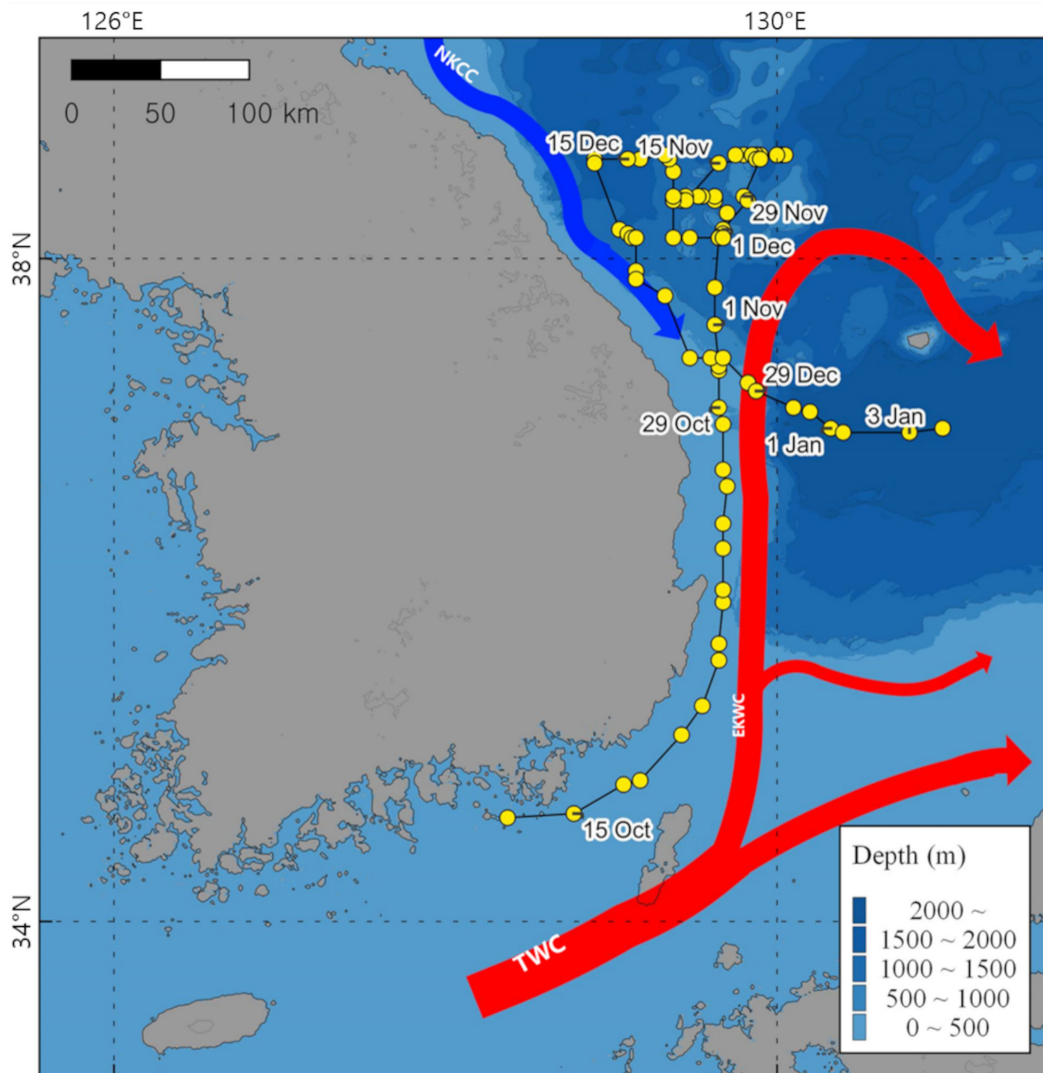 126°E
130°E
NKCC
0 50 100 km
15 Dec
15 Nov
29 Nov
1 Dec
38°N
1 Nov
29 Dec
3 Jan
29 Oct
1 Jan
EKWC
15 Oct
Depth (m)
2000 ~
1500 ~ 2000
1000 ~ 1500
500 ~ 1000
0 ~ 500
34°N
TWC